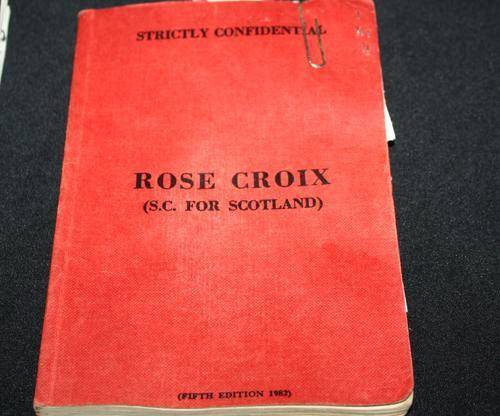 STRICTLY CONFIDENTIAL
ROSE CROIX
(S.C. FOR SCOTLAND)
(FIFTH EDITION 1982)